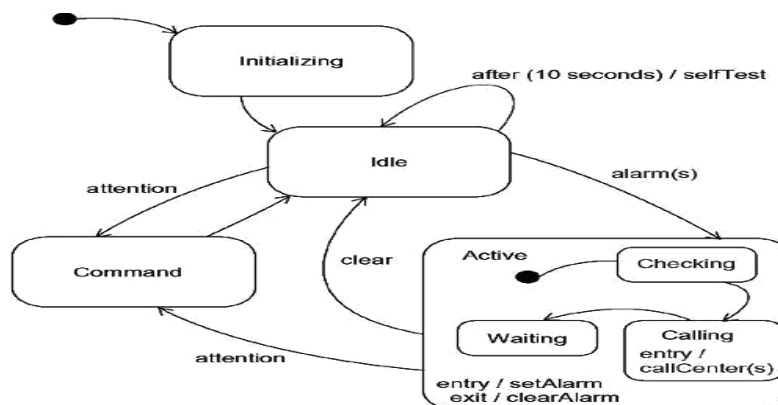 Initializing
after (10 seconds) / selfTest
Idle
attention
alarm(s)
Command
clear
Active
Checking
Waiting
Calling
entry /
callCenter(s)
attention
entry / setAlarm
exit / clearAlarm